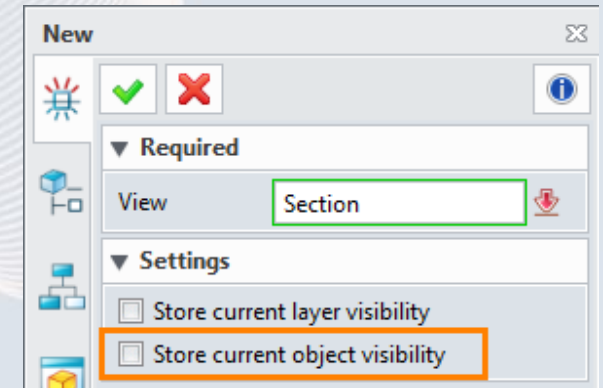 New
Required
View Section
Settings
Store current layer visibility
Store current object visibility